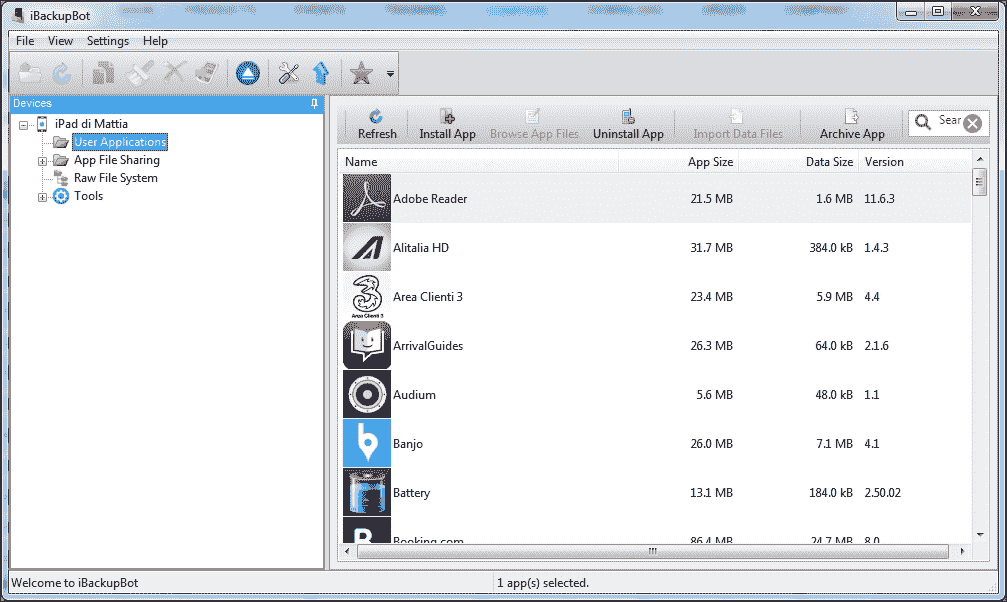 iBackupBot
File View Settings Help
Devices
iPad di Mattia
User Applications
App File Sharing
Raw File System
Tools
Refresh Install App Browse App Files Uninstall App Import Data Files Archive App Sear
Name App Size Data Size Version
Adobe Reader 21.5 MB 1.6 MB 11.6.3
Alitalia HD 31.7 MB 384.0 kB 1.4.3
3
Area Clienti 3
Area Clienti 3 23.4 MB 5.9 MB 4.4
ArrivalGuides 26.3 MB 64.0 kB 2.1.6
Audium 5.6 MB 48.0 kB 1.1
b
Banjo 26.0 MB 7.1 MB 4.1
Battery 13.1 MB 184.0 kB 2.50.02
B
Booking.com 86.4 MB 24.7 MB 8.0
Welcome to iBackupBot 1 app(s) selected.